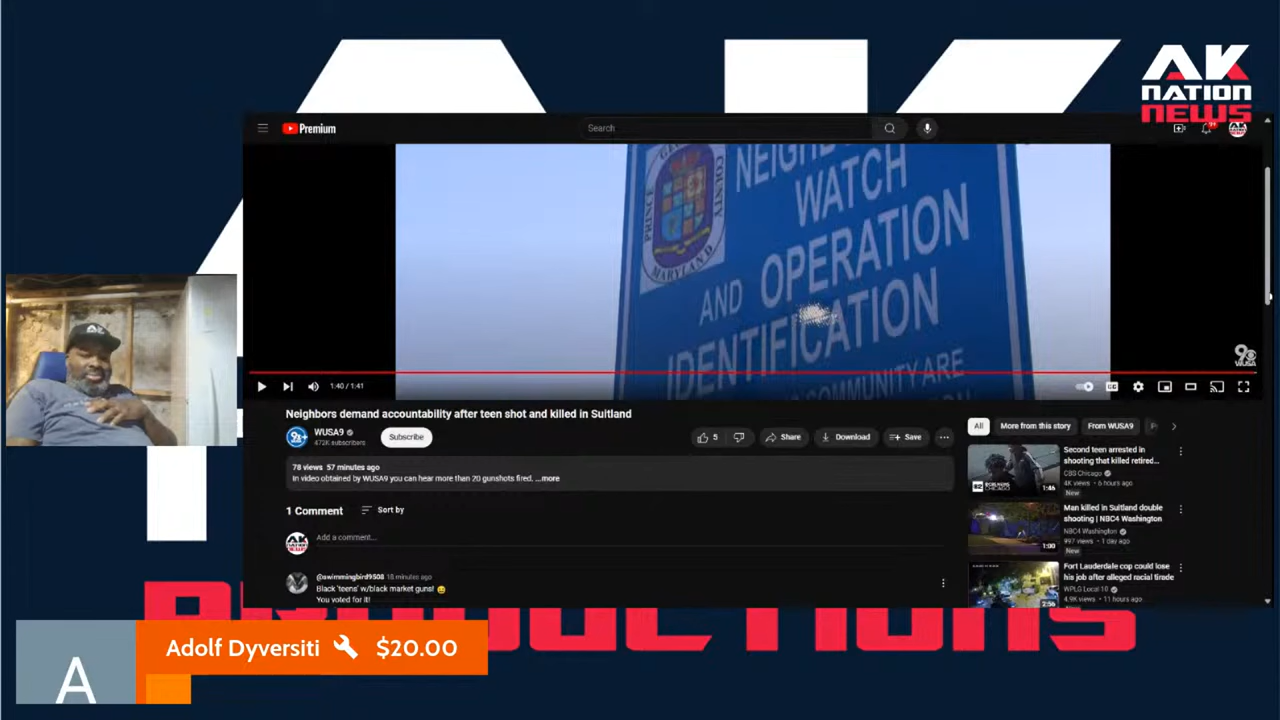 AK
NATION
NEWS
Premium
Search
9+
NEIGH
WATCH
AND OPERATION
IDENTIFICATION
COMMUNITY ARE
PRINCE
COUNTY
MARYLAND
9
WUSA
1:40 / 1:41
Neighbors demand accountability after teen shot and killed in Suitland
WUSA9
472K subscribers
Subscribe
5
Share
Download
Save
78 views 57 minutes ago
In video obtained by WUSA9 you can hear more than 20 gunshots fired. ...more
1 Comment
Sort by
Add a comment...
@swimmingbird9508 18 minutes ago
Black 'teens' w/black market guns! 😆
You voted for it!
All
More from this story
From WUSA9
Second teen arrested in
shooting that killed retired...
CBS Chicago
4K views • 6 hours ago
New
1:46
Man killed in Suitland double
shooting | NBC4 Washington
NBC4 Washington
997 views • 1 day ago
New
1:00
Fort Lauderdale cop could lose
his job after alleged racial tirade
WPLG Local 10
4.9K views • 11 hours ago
2:56
PRODUCTIONS
A
Adolf Dyversiti $20.00